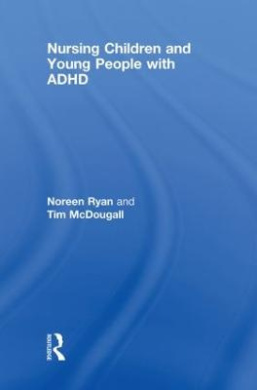 Nursing Children and
Young People with
ADHD
Noreen Ryan and
Tim McDougall
ROUTLEDGE